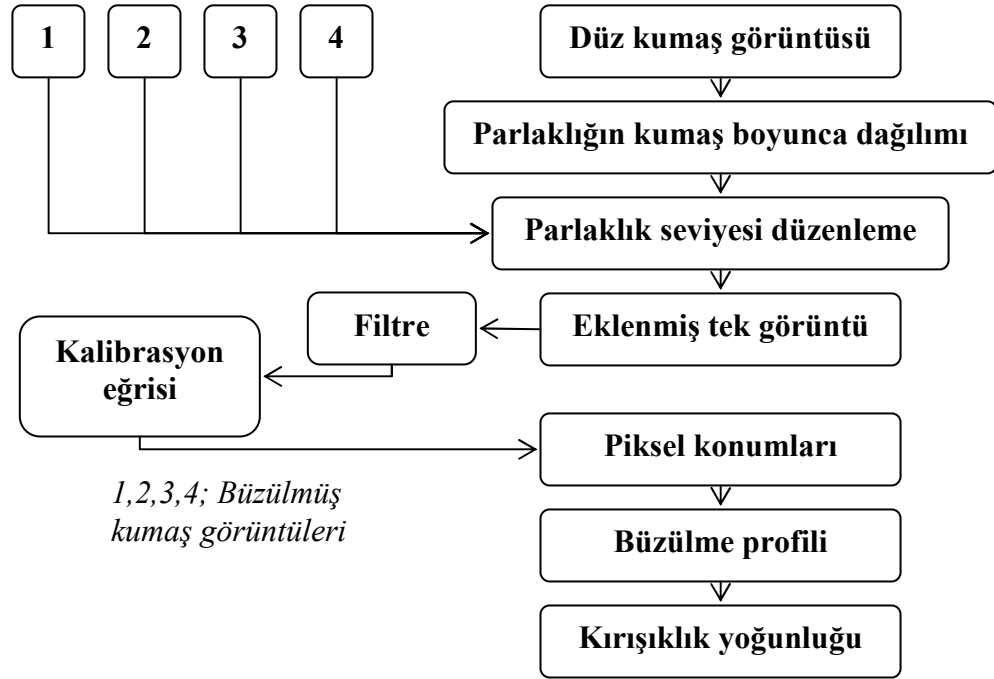 1
2
3
4
Düz kumaş görüntüsü
Parlaklığın kumaş boyunca dağılımı
Parlaklık seviyesi düzenleme
Filtre
Eklenmiş tek görüntü
Kalibrasyon
eğrisi
Piksel konumları
1,2,3,4; Büzülmüş
kumaş görüntüleri
Büzülme profili
Kırışıklık yoğunluğu